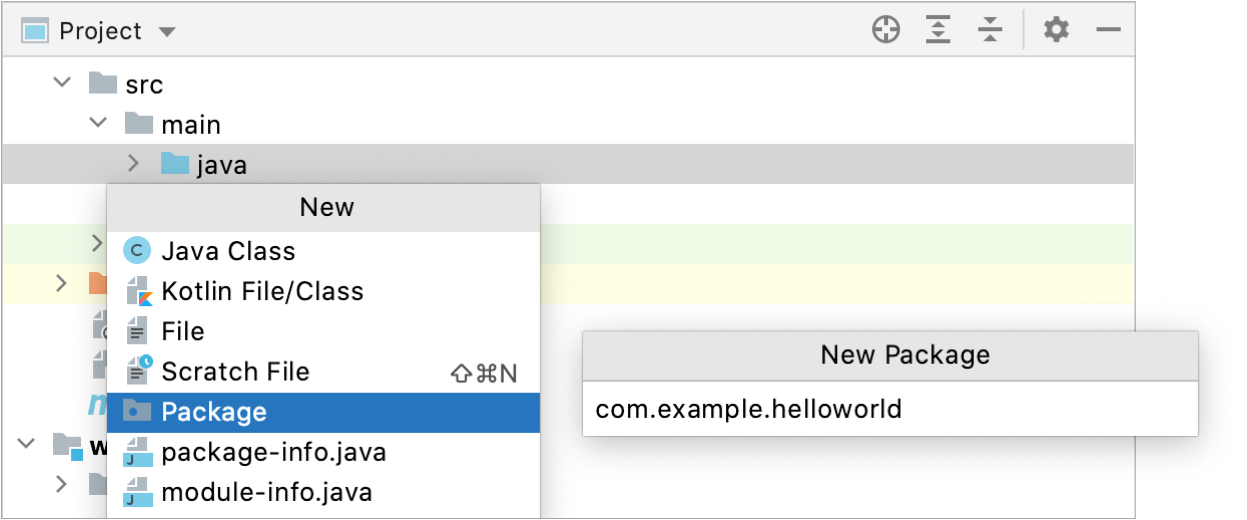 Project
src
main
java
New
Java Class
Kotlin File/Class
File
Scratch File ⇧⌘N
Package
package-info.java
module-info.java
New Package
com.example.helloworld